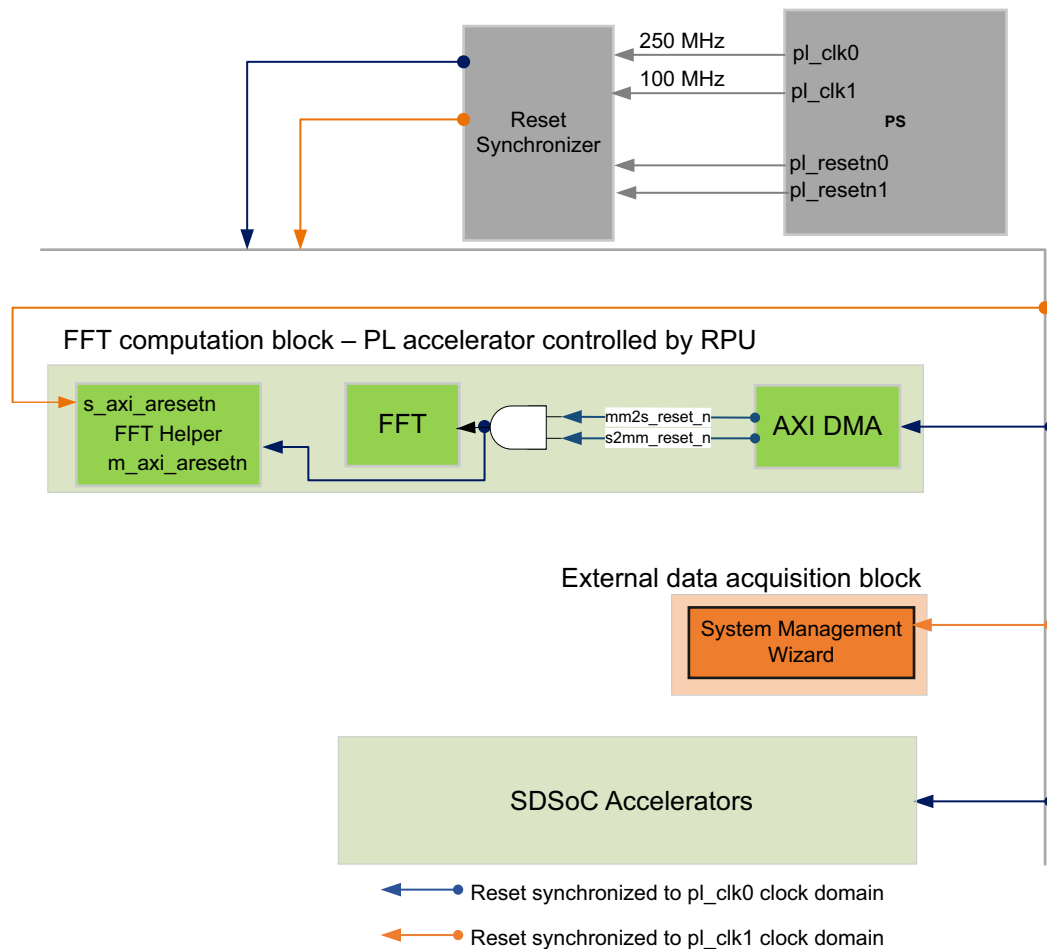 250 MHz
pl_clk0
100 MHz
pl_clk1
Reset
Synchronizer
PS
pl_resetn0
pl_resetn1
FFT computation block – PL accelerator controlled by RPU
s_axi_aresetn
FFT Helper
m_axi_aresetn
FFT
mm2s_reset_n
s2mm_reset_n
AXI DMA
External data acquisition block
System Management
Wizard
SDSoC Accelerators
Reset synchronized to pl_clk0 clock domain
Reset synchronized to pl_clk1 clock domain